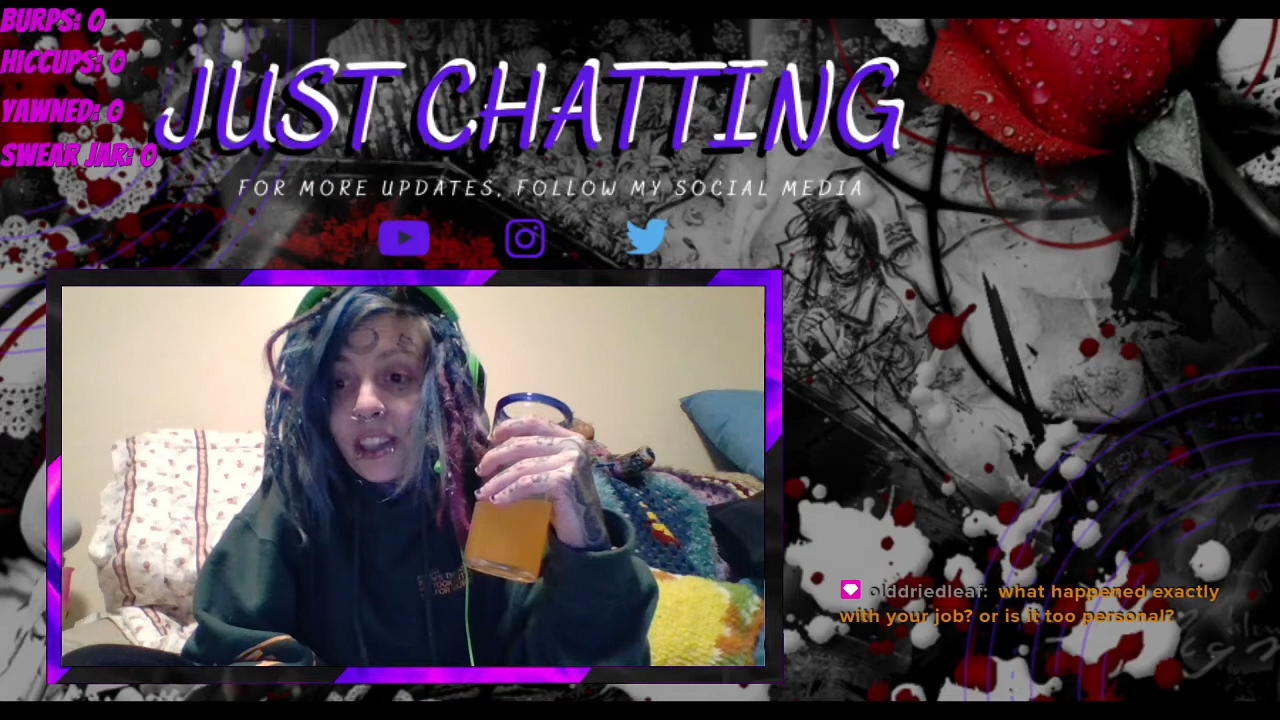 BURPS: 0
HICCUPS: 0
YAWNED: 0
SWEAR JAR: 0
JUST CHATTING
FOR MORE UPDATES, FOLLOW MY SOCIAL MEDIA
olddriedleaf: what happened exactly
with your job? or is it too personal?